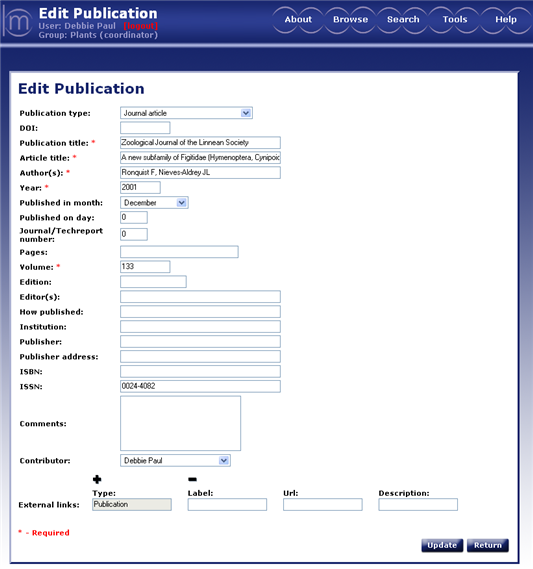 Edit Publication
User: Debbie Paul (logout)
Group: Plants (coordinator)
About Browse Search Tools Help
Edit Publication
Publication type: Journal article
DOI:
Publication title: * Zoological Journal of the Linnean Society
Article title: * A new subfamily of Figitidae (Hymenoptera, Cynipoic
Author(s): * Ronquist F, Nieves-Aldrey JL
Year: * 2001
Published in month: December
Published on day: 0
Journal/Techreport
number: 0
Pages:
Volume: * 133
Edition:
Editor(s):
How published:
Institution:
Publisher:
Publisher address:
ISBN:
ISSN: 0024-4082
Comments:
Contributor: Debbie Paul
+ -
Type: Label: Url: Description:
External links: Publication
* - Required
Update Return